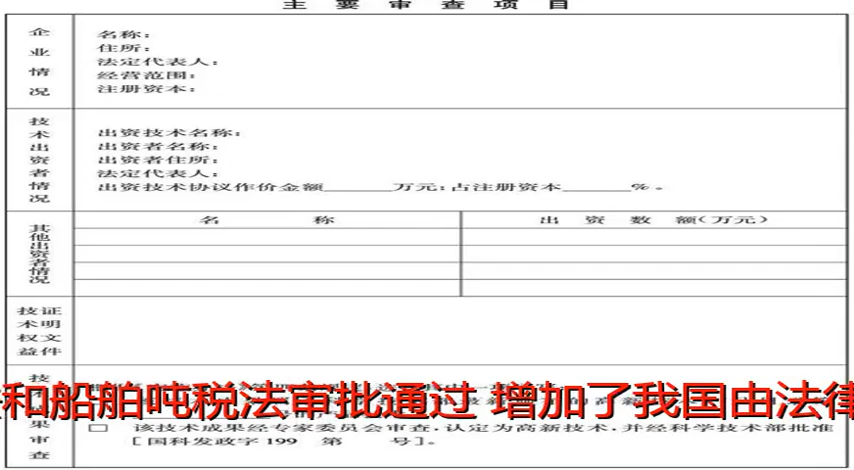 主要审查项目
企业情况
名称：
住所：
法定代表人：
经营范围：
注册资本：
技术出资者情况
出资技术名称：
出资者名称：
出资者住所：
法定代表人：
出资技术协议作价金额______万元；占注册资本______%。
其他出资者情况
名 称
出 资 数 额(万元)
技术权益
证明文件
和船舶吨税法审批通过 增加了我国由法律
果审查
□ 该技术成果经专家委员会审查，认定为高新技术，并经科学技术部批准
[国科发政字199 第 号]。